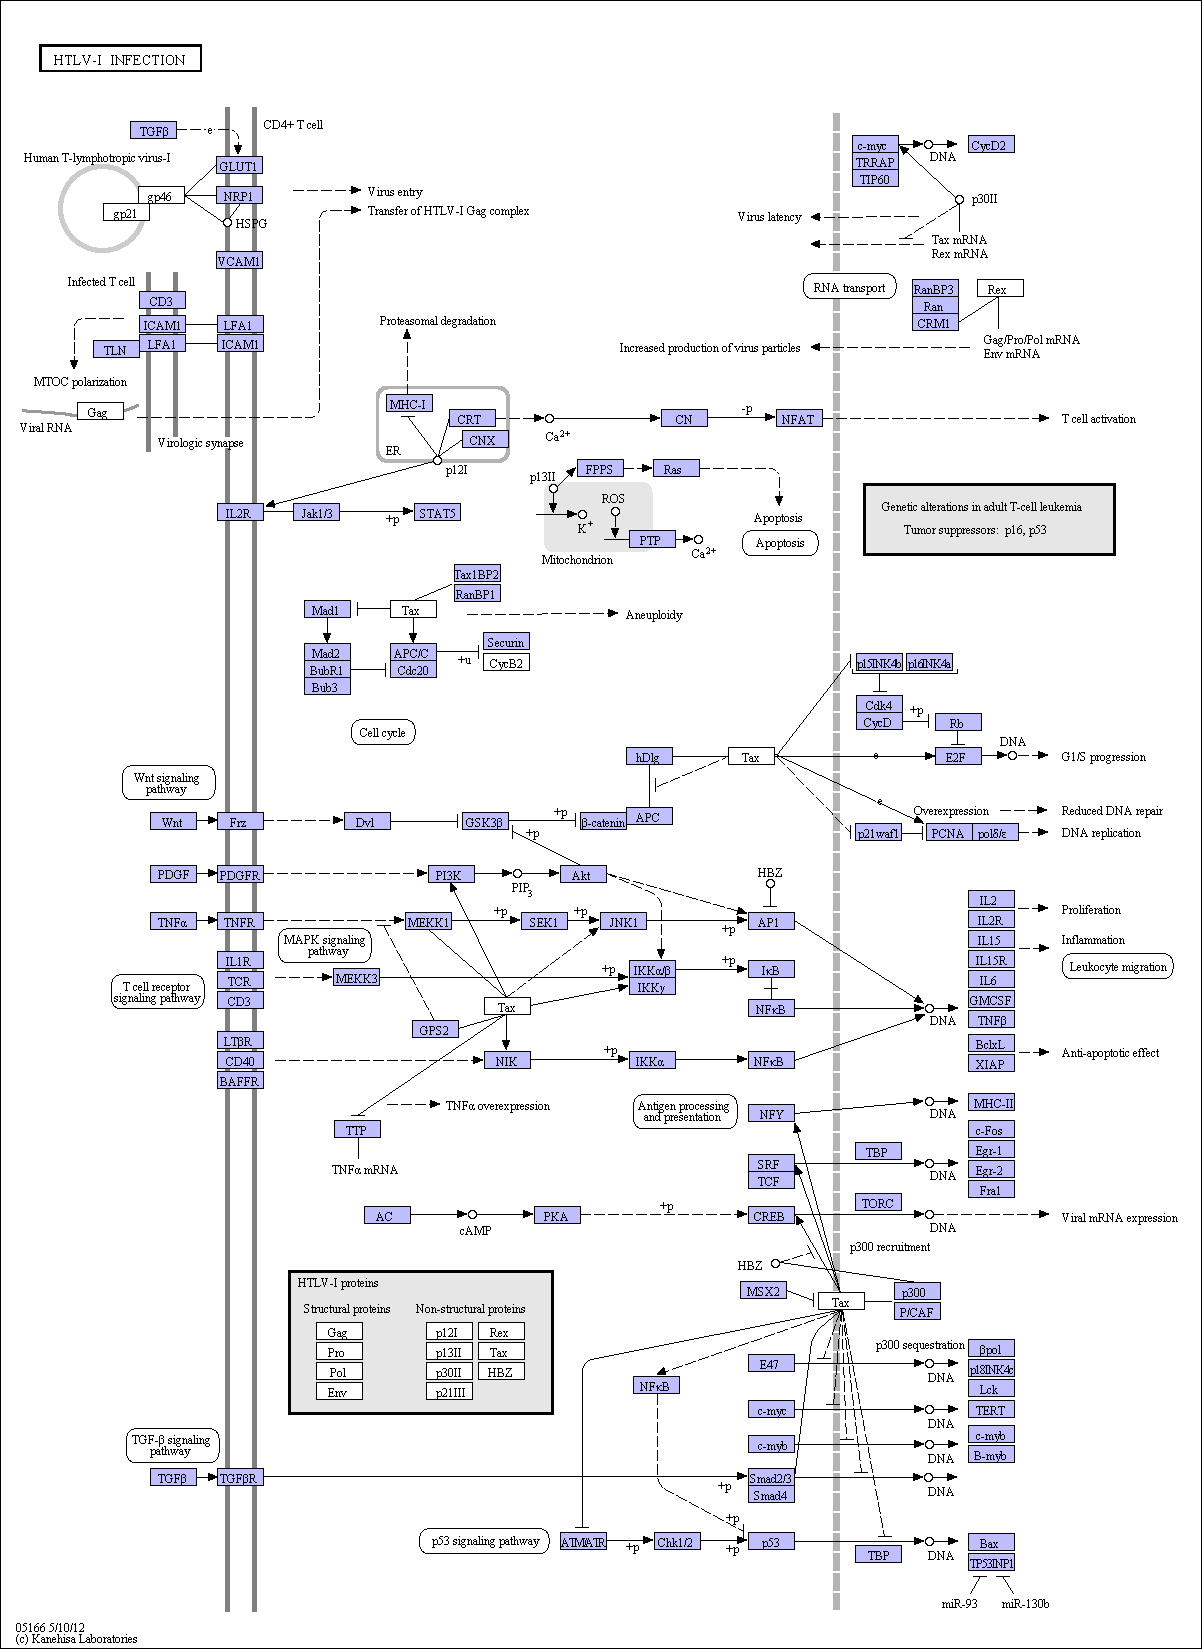 HTLV-I INFECTION
TGFβ
e
CD4+ T cell
Human T-lymphotropic virus-I
GLUT1
gp46
NRP1
gp21
HSPG
VCAM1
Virus entry
Transfer of HTLV-I Gag complex
c-myc
TRRAP
TIP60
DNA
CycD2
p30II
Virus latency
Tax mRNA
Rex mRNA
RNA transport
RanBP3
Ran
CRM1
Rex
Gag/Pro/Pol mRNA
Env mRNA
Increased production of virus particles
Infected T cell
CD3
ICAM1
LFA1
TLN
LFA1
ICAM1
MTOC polarization
Gag
Viral RNA
Virologic synapse
Proteasomal degradation
MHC-I
CRT
CNX
ER
p12I
Ca2+
CN
-p
NFAT
T cell activation
IL2R
Jak1/3
+p
STAT5
p13II
FPPS
Ras
ROS
K+
PTP
Ca2+
Mitochondrion
Apoptosis
Apoptosis
Genetic alterations in adult T-cell leukemia
Tumor suppressors: p16, p53
Tax1BP2
RanBP1
Mad1
Tax
Aneuploidy
Mad2
BubR1
Bub3
APC/C
Cdc20
+u
Securin
CycB2
Cell cycle
p15INK4b
p16INK4a
Cdk4
CycD
+p
Rb
hDlg
Tax
e
E2F
DNA
G1/S progression
Wnt signaling
pathway
Wnt
Frz
Dvl
GSK3β
+p
β-catenin
APC
e
Overexpression
Reduced DNA repair
p21waf1
PCNA
polδ/ε
DNA replication
+p
PDGF
PDGFR
PI3K
PIP3
Akt
HBZ
TNFα
TNFR
MEKK1
+p
SEK1
+p
JNK1
+p
AP1
MAPK signaling
pathway
IL1R
TCR
CD3
T cell receptor
signaling pathway
MEKK3
+p
IKKα/β
IKKγ
+p
IκB
NFκB
Tax
GPS2
DNA
IL2
IL2R
IL15
IL15R
IL6
GMCSF
TNFβ
BclxL
XIAP
Proliferation
Inflammation
Leukocyte migration
Anti-apoptotic effect
LTβR
CD40
BAFFR
NIK
+p
IKKα
NFκB
TNFα overexpression
TTP
TNFα mRNA
Antigen processing
and presentation
NFY
DNA
MHC-II
SRF
TCF
TBP
DNA
c-Fos
Egr-1
Egr-2
Fra1
AC
cAMP
PKA
+p
CREB
TORC
DNA
Viral mRNA expression
p300 recruitment
HBZ
MSX2
Tax
p300
P/CAF
HTLV-I proteins
Structural proteins
Non-structural proteins
Gag
p12I
Rex
Pro
p13II
Tax
Pol
p30II
HBZ
Env
p21III
p300 sequestration
NFκB
E47
DNA
βpol
p18INK4c
Lck
c-myc
DNA
TERT
c-myb
DNA
c-myb
B-myb
TGF-β signaling
pathway
TGFβ
TGFβR
+p
Smad2/3
Smad4
DNA
p53 signaling pathway
ATM/ATR
+p
Chk1/2
+p
+p
p53
TBP
DNA
Bax
TP53INP1
miR-93
miR-130b
05166 5/10/12
(c) Kanehisa Laboratories